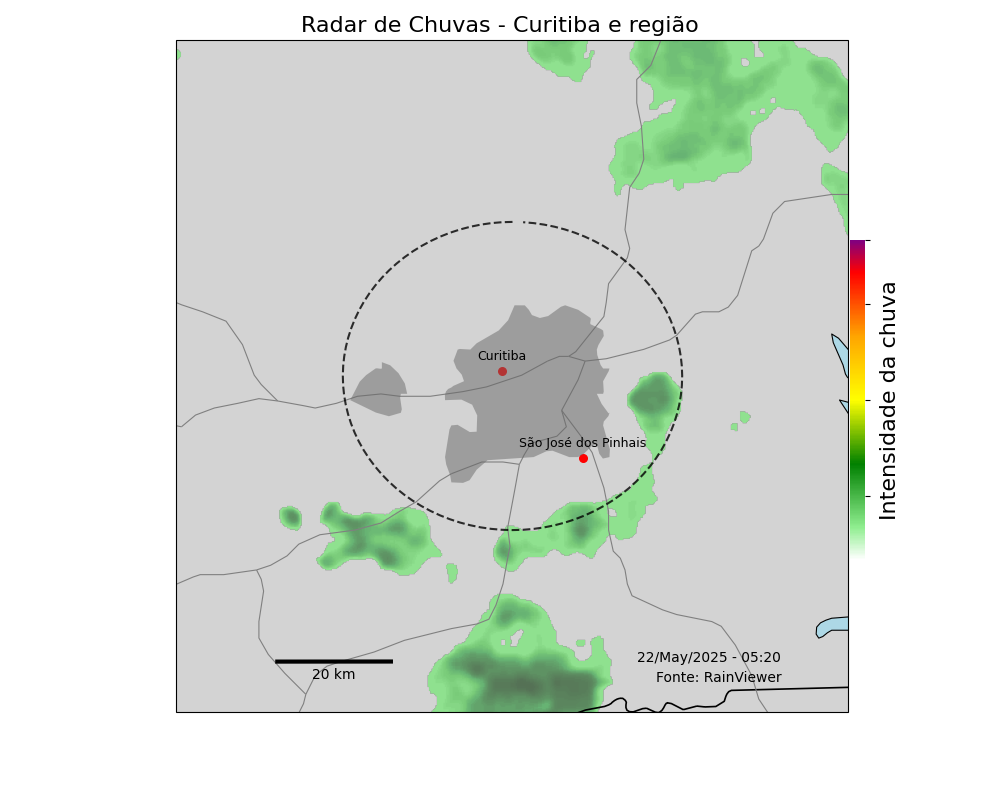 Radar de Chuvas - Curitiba e região
Curitiba
São José dos Pinhais
Intensidade da chuva
22/May/2025 - 05:20
Fonte: RainViewer
20 km